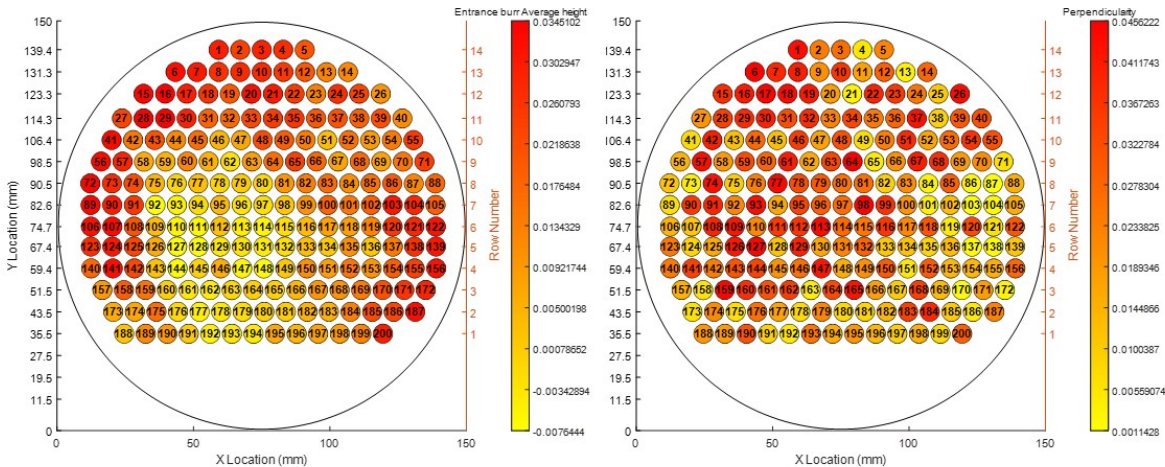 Entrance burr Average height
Y Location (mm)
150
139.4 1 2 3 4 5 14
131.3 6 7 8 9 10 11 12 13 14 13
123.3 15 16 17 18 19 20 21 22 23 24 25 26 12
114.3 27 28 29 30 31 32 33 34 35 36 37 38 39 40 11
106.4 41 42 43 44 45 46 47 48 49 50 51 52 53 54 55 10
98.5 56 57 58 59 60 61 62 63 64 65 66 67 68 69 70 71 9
90.5 72 73 74 75 76 77 78 79 80 81 82 83 84 85 86 87 88 8
82.6 89 90 91 92 93 94 95 96 97 98 99 100 101 102 103 104 105 7
74.7 106 107 108 109 110 111 112 113 114 115 116 117 118 119 120 121 122 6
67.4 123 124 125 126 127 128 129 130 131 132 133 134 135 136 137 138 139 5
59.4 140 141 142 143 144 145 146 147 148 149 150 151 152 153 154 155 156 4
51.5 157 158 159 160 161 162 163 164 165 166 167 168 169 170 171 172 3
43.6 173 174 175 176 177 178 179 180 181 182 183 184 185 186 187 2
35.5 188 189 190 191 192 193 194 195 196 197 198 199 200 1
27.5
19.5
11.5
0
0 50 100 150
X Location (mm)
Row Number
0.0345102
0.0302947
0.0260793
0.0218638
0.0176484
0.0134329
0.00921744
0.00500198
0.00078652
-0.00342894
-0.0076444
Perpendicularity
150
139.4 1 2 3 4 5 14
131.3 6 7 8 9 10 11 12 13 14 13
123.3 15 16 17 18 19 20 21 22 23 24 25 26 12
114.3 27 28 29 30 31 32 33 34 35 36 37 38 39 40 11
106.4 41 42 43 44 45 46 47 48 49 50 51 52 53 54 55 10
98.5 56 57 58 59 60 61 62 63 64 65 66 67 68 69 70 71 9
90.5 72 73 74 75 76 77 78 79 80 81 82 83 84 85 86 87 88 8
82.6 89 90 91 92 93 94 95 96 97 98 99 100 101 102 103 104 105 7
74.7 106 107 108 109 110 111 112 113 114 115 116 117 118 119 120 121 122 6
67.4 123 124 125 126 127 128 129 130 131 132 133 134 135 136 137 138 139 5
59.4 140 141 142 143 144 145 146 147 148 149 150 151 152 153 154 155 156 4
51.5 157 158 159 160 161 162 163 164 165 166 167 168 169 170 171 172 3
43.6 173 174 175 176 177 178 179 180 181 182 183 184 185 186 187 2
35.5 188 189 190 191 192 193 194 195 196 197 198 199 200 1
27.5
19.5
11.5
0
0 50 100 150
X Location (mm)
Row Number
0.0456222
0.0411743
0.0367263
0.0322784
0.0278304
0.0233825
0.0189346
0.0144866
0.0100387
0.00559074
0.0011428